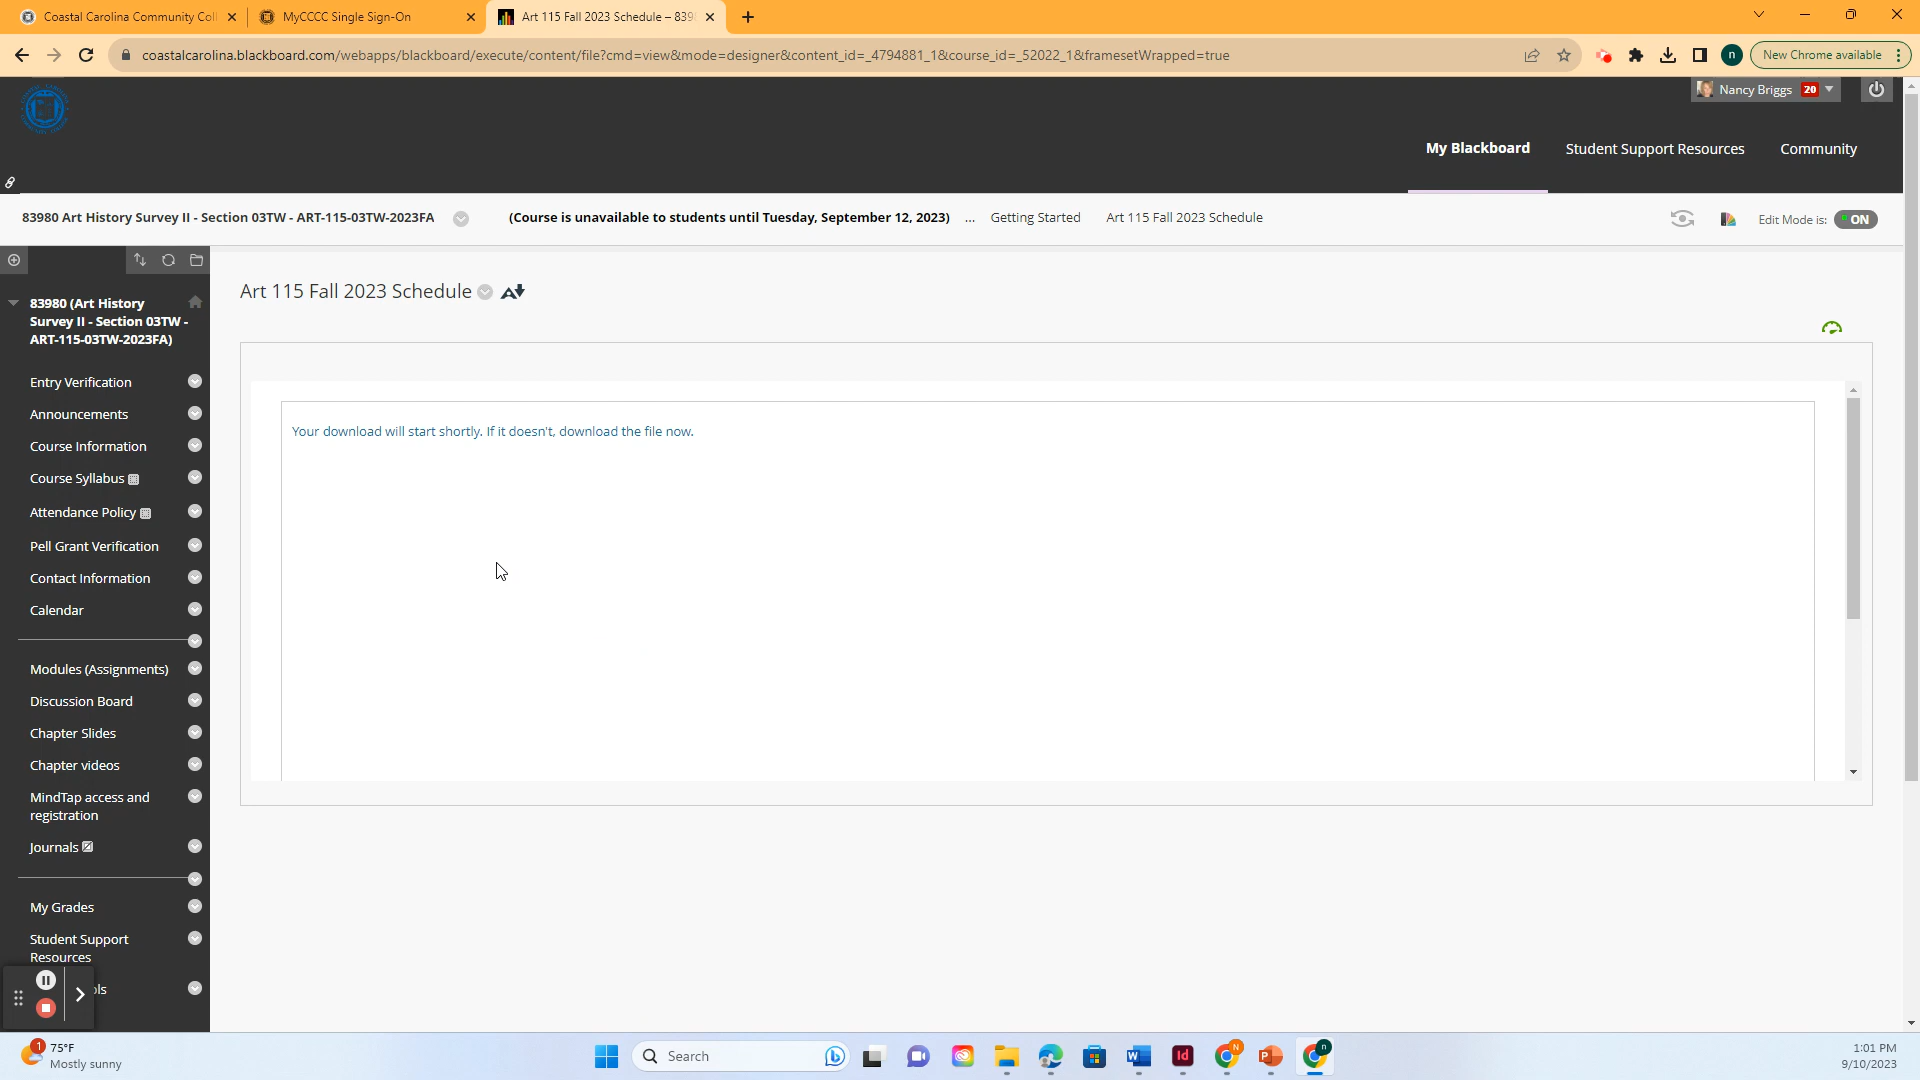 Coastal Carolina Community Coll
MyCCCC Single Sign-On
Art 115 Fall 2023 Schedule – 839
coastalcarolina.blackboard.com/webapps/blackboard/execute/content/file?cmd=view&mode=designer&content_id=_4794881_1&course_id=_52022_1&framesetWrapped=true
n
New Chrome available
Nancy Briggs 20
My Blackboard
Student Support Resources
Community
83980 Art History Survey II - Section 03TW - ART-115-03TW-2023FA
(Course is unavailable to students until Tuesday, September 12, 2023)
...
Getting Started
Art 115 Fall 2023 Schedule
Edit Mode is: ON
83980 (Art History
Survey II - Section 03TW -
ART-115-03TW-2023FA)
Entry Verification
Announcements
Course Information
Course Syllabus
Attendance Policy
Pell Grant Verification
Contact Information
Calendar
Modules (Assignments)
Discussion Board
Chapter Slides
Chapter videos
MindTap access and
registration
Journals
My Grades
Student Support
Resources
ols
Art 115 Fall 2023 Schedule
Your download will start shortly. If it doesn't, download the file now.
1
75°F
Mostly sunny
Search
W
Id
N
P
n
1:01 PM
9/10/2023